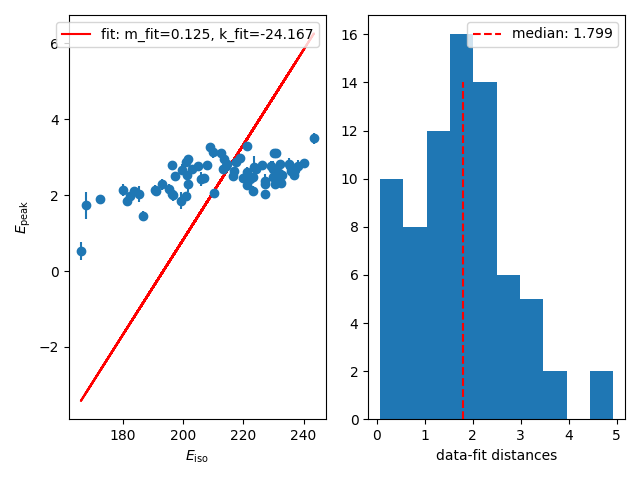 fit: m_fit=0.125, k_fit=-24.167
6
4
2
0
−2
E_peak
180 200 220 240
E_iso
median: 1.799
16
14
12
10
8
6
4
2
0
0 1 2 3 4 5
data-fit distances